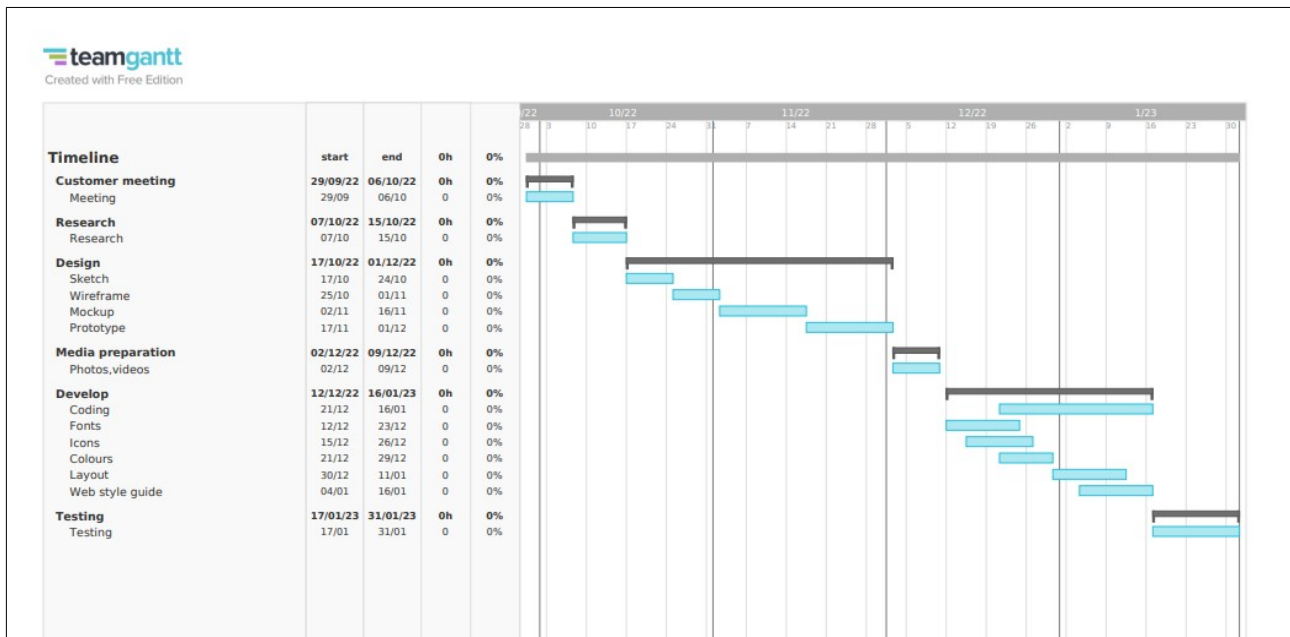 teamgantt
Created with Free Edition
/22 10/22 11/22 12/22 1/23
28 3 10 17 24 31 7 14 21 28 5 12 19 26 2 9 16 23 30
Timeline start end 0h 0%
Customer meeting 29/09/22 06/10/22 0h 0%
Meeting 29/09 06/10 0 0%
Research 07/10/22 15/10/22 0h 0%
Research 07/10 15/10 0 0%
Design 17/10/22 01/12/22 0h 0%
Sketch 17/10 24/10 0 0%
Wireframe 25/10 01/11 0 0%
Mockup 02/11 16/11 0 0%
Prototype 17/11 01/12 0 0%
Media preparation 02/12/22 09/12/22 0h 0%
Photos,videos 02/12 09/12 0 0%
Develop 12/12/22 16/01/23 0h 0%
Coding 21/12 16/01 0 0%
Fonts 12/12 23/12 0 0%
Icons 15/12 26/12 0 0%
Colours 21/12 29/12 0 0%
Layout 30/12 11/01 0 0%
Web style guide 04/01 16/01 0 0%
Testing 17/01/23 31/01/23 0h 0%
Testing 17/01 31/01 0 0%